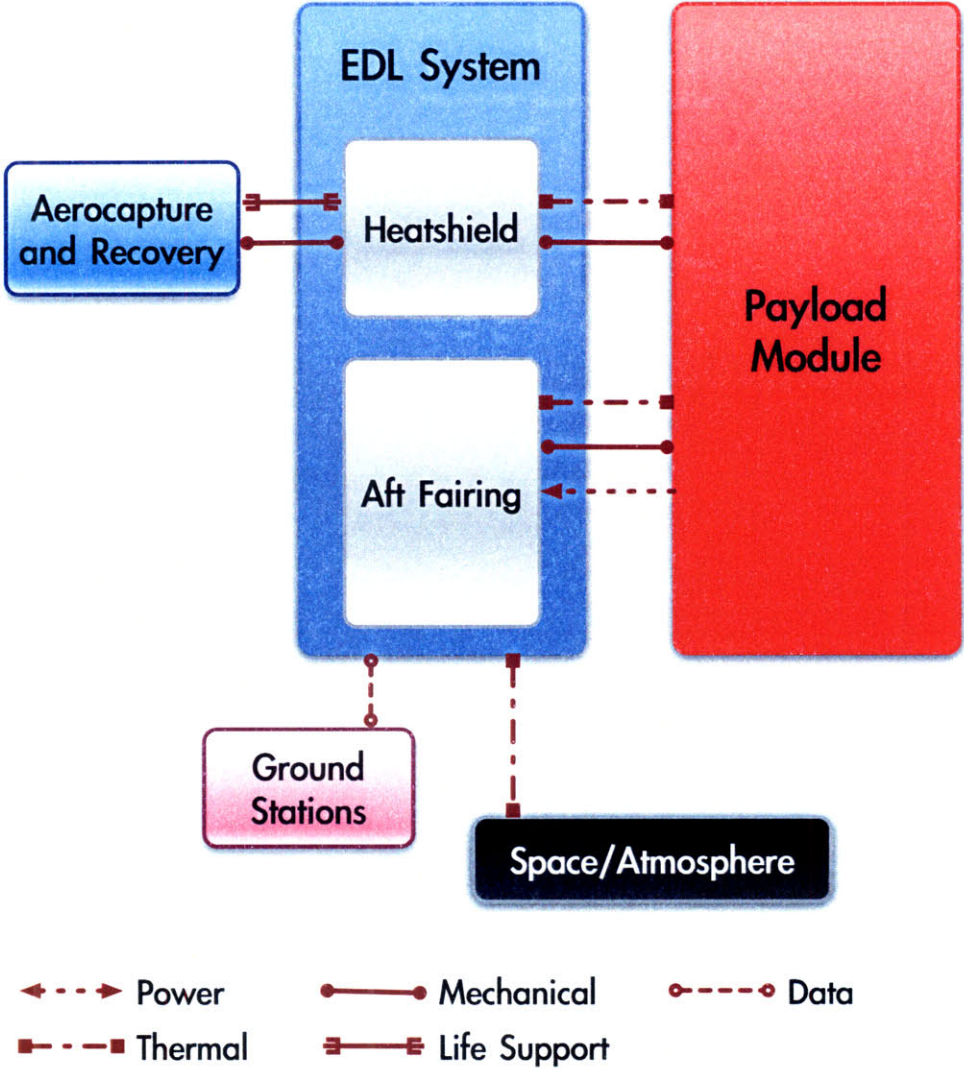 EDL System
Aerocapture
and Recovery
Heatshield
Payload
Module
Aft Fairing
Ground
Stations
Space/Atmosphere
Power
Mechanical
Data
Thermal
Life Support